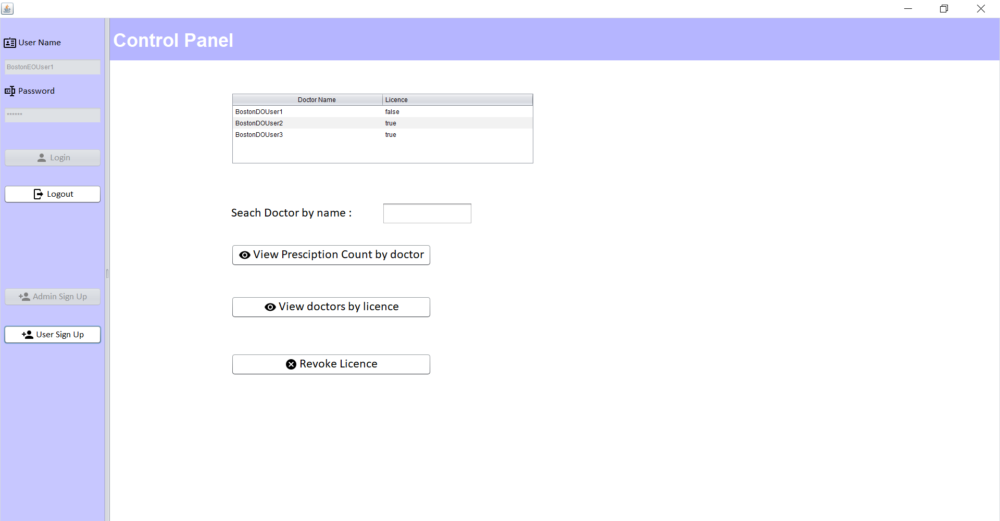 User Name
BostonEOUser1
Password
******
Login
Logout
Admin Sign Up
User Sign Up
Control Panel
Doctor Name Licence
BostonDOUser1 false
BostonDOUser2 true
BostonDOUser3 true
Seach Doctor by name :
View Presciption Count by doctor
View doctors by licence
Revoke Licence